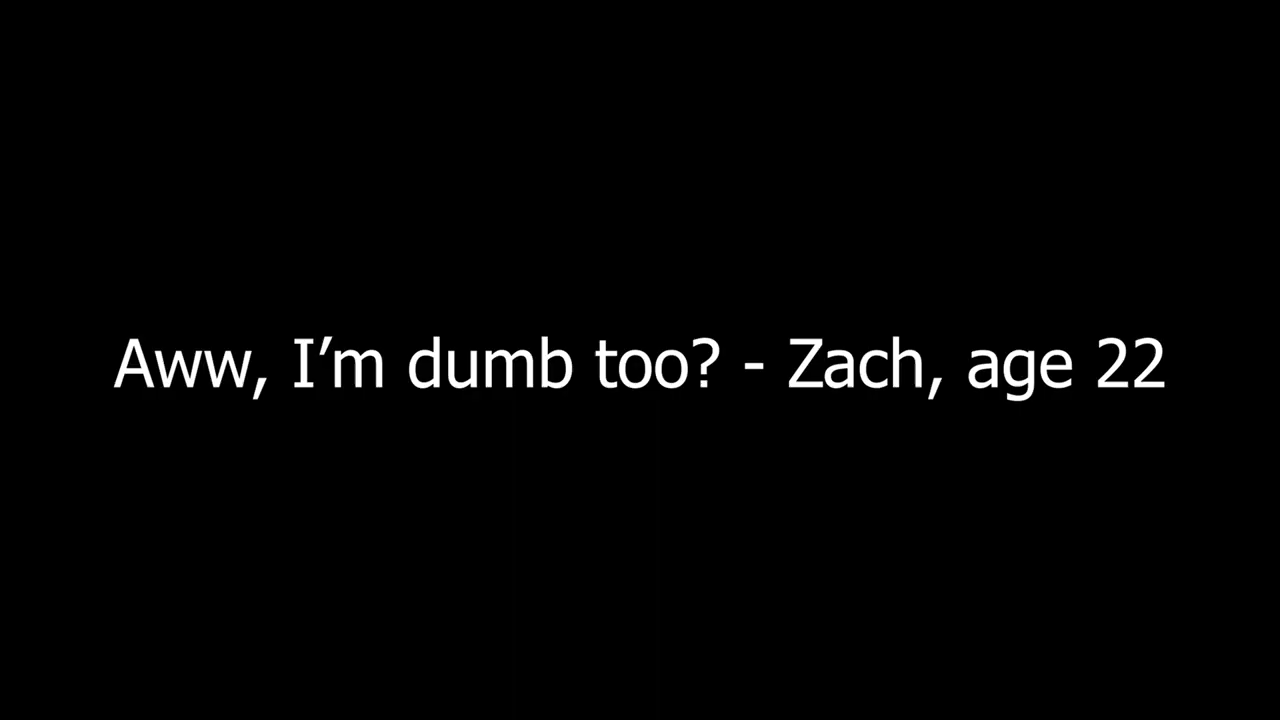 Aww, I’m dumb too? - Zach, age 22